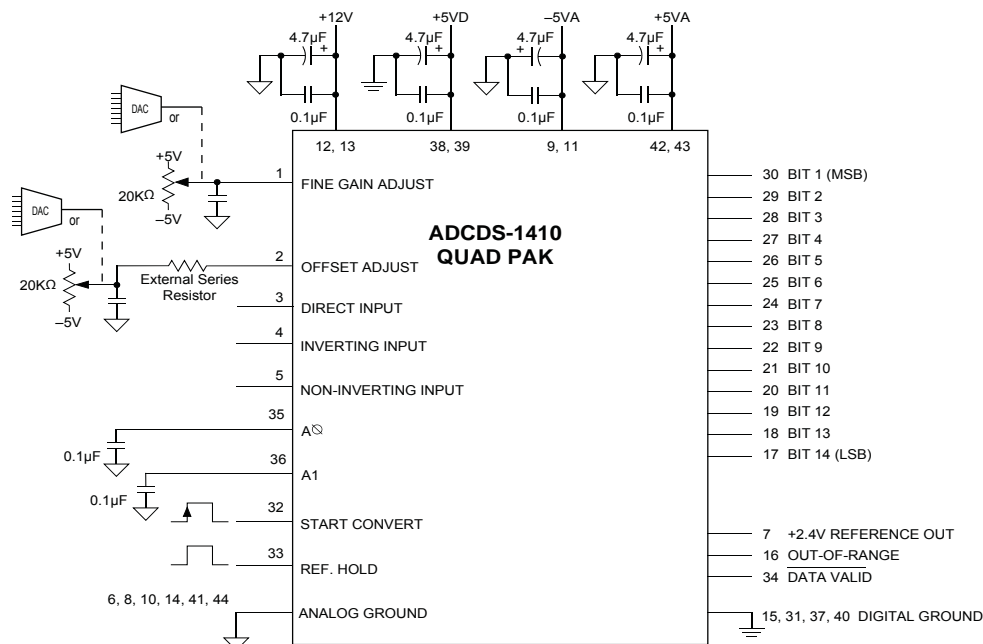 +12V +5VD –5VA +5VA
4.7µF 4.7µF 4.7µF 4.7µF
+ + + +
0.1µF 0.1µF 0.1µF 0.1µF
12, 13 38, 39 9, 11 42, 43
DAC
or
+5V
20KΩ
–5V
1 FINE GAIN ADJUST
DAC
or
+5V
20KΩ
–5V
External Series
Resistor
2 OFFSET ADJUST
3 DIRECT INPUT
4 INVERTING INPUT
5 NON-INVERTING INPUT
35 A∅
0.1µF
36 A1
0.1µF
32 START CONVERT
33 REF. HOLD
6, 8, 10, 14, 41, 44
ANALOG GROUND
ADCDS-1410
QUAD PAK
30 BIT 1 (MSB)
29 BIT 2
28 BIT 3
27 BIT 4
26 BIT 5
25 BIT 6
24 BIT 7
23 BIT 8
22 BIT 9
21 BIT 10
20 BIT 11
19 BIT 12
18 BIT 13
17 BIT 14 (LSB)
7 +2.4V REFERENCE OUT
16 OUT-OF-RANGE
34 DATA VALID
15, 31, 37, 40 DIGITAL GROUND